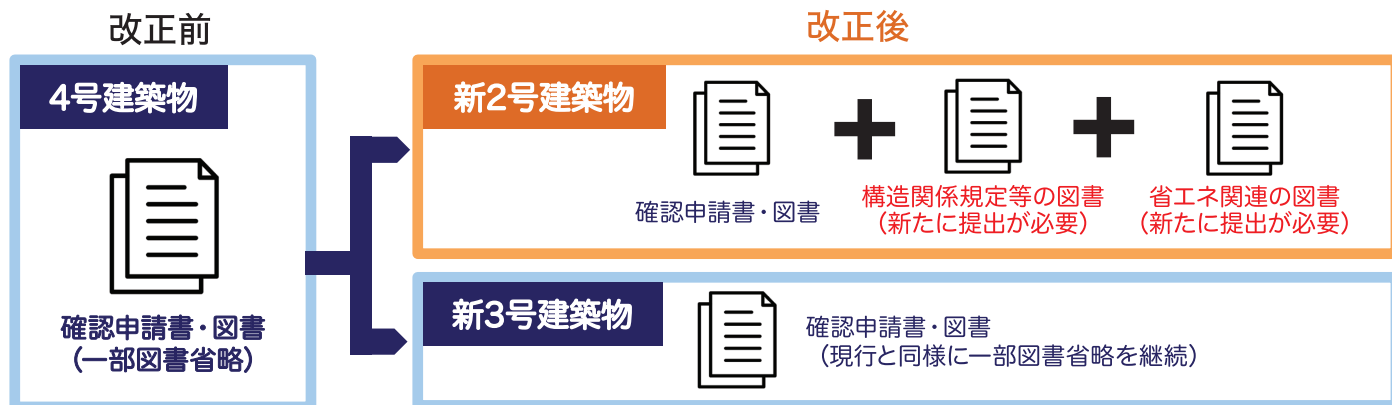 改正前
4号建築物
確認申請書・図書
（一部図書省略）
改正後
新2号建築物
確認申請書・図書
構造関係規定等の図書
（新たに提出が必要）
省エネ関連の図書
（新たに提出が必要）
新3号建築物
確認申請書・図書
（現行と同様に一部図書省略を継続）